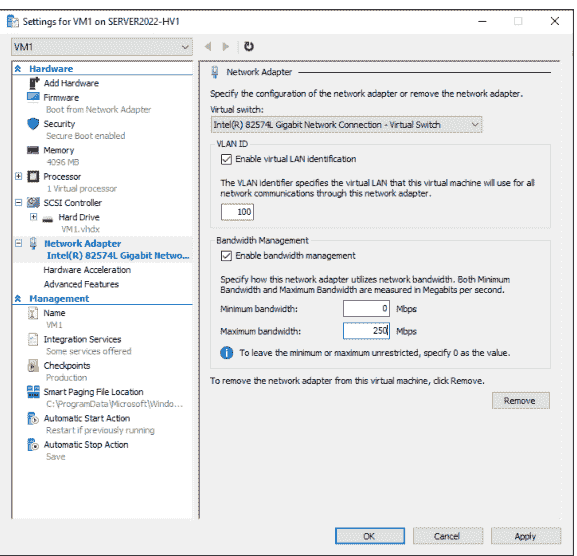 Settings for VM1 on SERVER2022-HV1
VM1
Hardware
Add Hardware
Firmware
Boot from Network Adapter
Security
Secure Boot enabled
Memory
4096 MB
Processor
1 Virtual processor
SCSI Controller
Hard Drive
VM1.vhdx
Network Adapter
Intel(R) 82574L Gigabit Netwo...
Hardware Acceleration
Advanced Features
Management
Name
VM1
Integration Services
Some services offered
Checkpoints
Production
Smart Paging File Location
C:\ProgramData\Microsoft\Windo...
Automatic Start Action
Restart if previously running
Automatic Stop Action
Save
Network Adapter
Specify the configuration of the network adapter or remove the network adapter.
Virtual switch:
Intel(R) 82574L Gigabit Network Connection - Virtual Switch
VLAN ID
Enable virtual LAN identification
The VLAN identifier specifies the virtual LAN that this virtual machine will use for all
network communications through this network adapter.
100
Bandwidth Management
Enable bandwidth management
Specify how this network adapter utilizes network bandwidth. Both Minimum
Bandwidth and Maximum Bandwidth are measured in Megabits per second.
Minimum bandwidth: 0 Mbps
Maximum bandwidth: 250 Mbps
To leave the minimum or maximum unrestricted, specify 0 as the value.
To remove the network adapter from this virtual machine, click Remove.
Remove
OK Cancel Apply